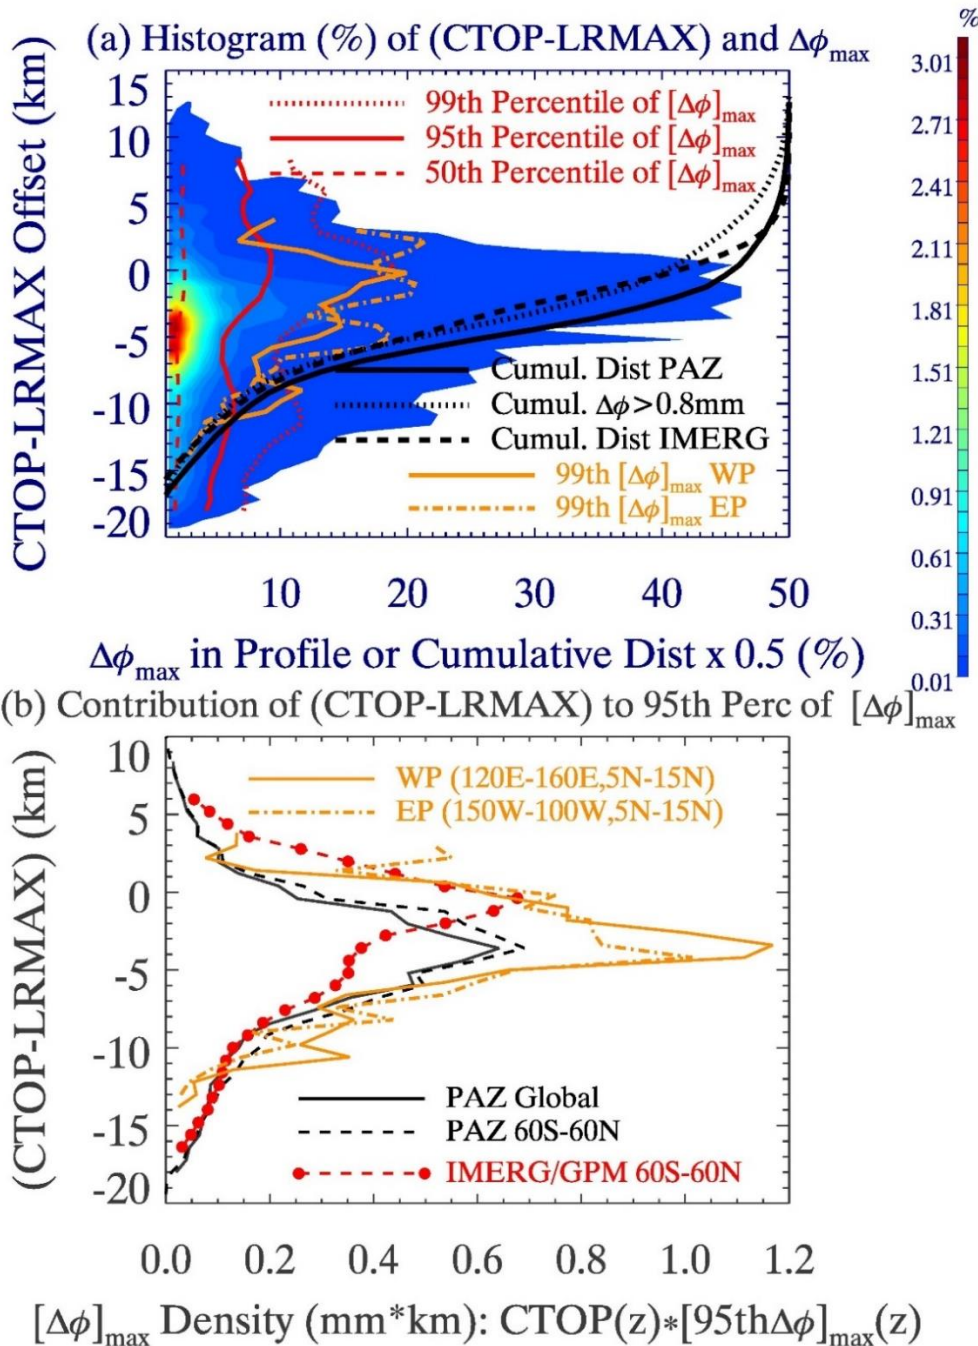 %
(a) Histogram (%) of (CTOP-LRMAX) and Δϕmax
CTOP-LRMAX Offset (km)
15
10
5
0
-5
-10
-15
-20
99th Percentile of [Δϕ]max
95th Percentile of [Δϕ]max
50th Percentile of [Δϕ]max
Cumul. Dist PAZ
Cumul. Δϕ>0.8mm
Cumul. Dist IMERG
99th [Δϕ]max WP
99th [Δϕ]max EP
10 20 30 40 50
Δϕmax in Profile or Cumulative Dist x 0.5 (%)
3.01
2.71
2.41
2.11
1.81
1.51
1.21
0.91
0.61
0.31
0.01
(b) Contribution of (CTOP-LRMAX) to 95th Perc of [Δϕ]max
(CTOP-LRMAX) (km)
10
5
0
-5
-10
-15
-20
WP (120E-160E,5N-15N)
EP (150W-100W,5N-15N)
PAZ Global
PAZ 60S-60N
IMERG/GPM 60S-60N
0.0 0.2 0.4 0.6 0.8 1.0 1.2
[Δϕ]max Density (mm*km): CTOP(z)*[95thΔϕ]max(z)